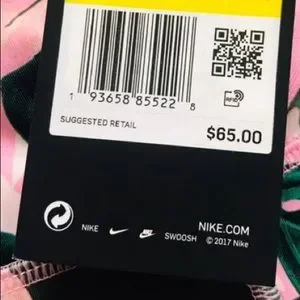 1 93658 85522 8
RFID
SUGGESTED RETAIL
$65.00
NIKE.COM
NIKE SWOOSH © 2017 Nike